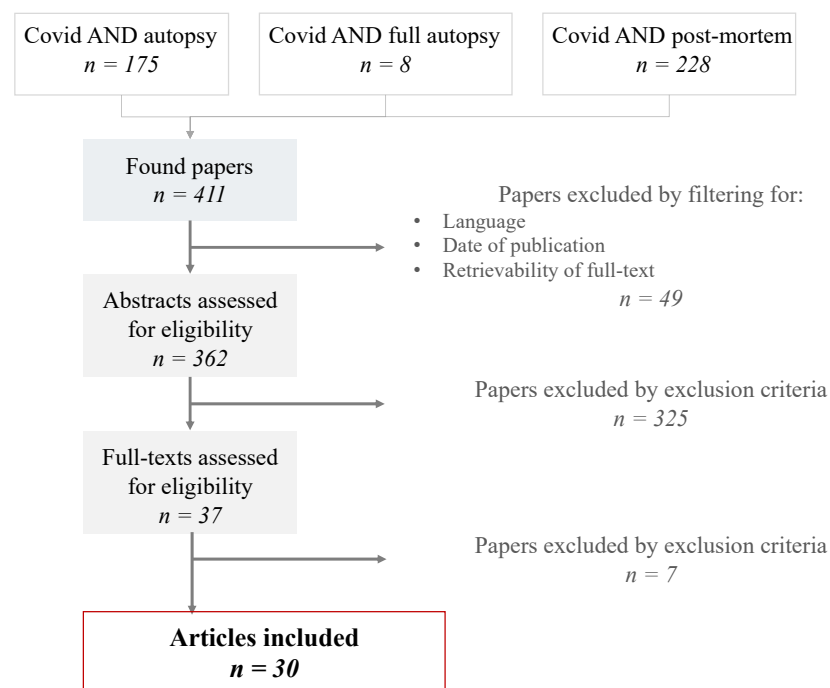 Covid AND autopsy
n = 175
Covid AND full autopsy
n = 8
Covid AND post-mortem
n = 228
Found papers
n = 411
Papers excluded by filtering for:
• Language
• Date of publication
• Retrievability of full-text
n = 49
Abstracts assessed
for eligibility
n = 362
Papers excluded by exclusion criteria
n = 325
Full-texts assessed
for eligibility
n = 37
Papers excluded by exclusion criteria
n = 7
Articles included
n = 30